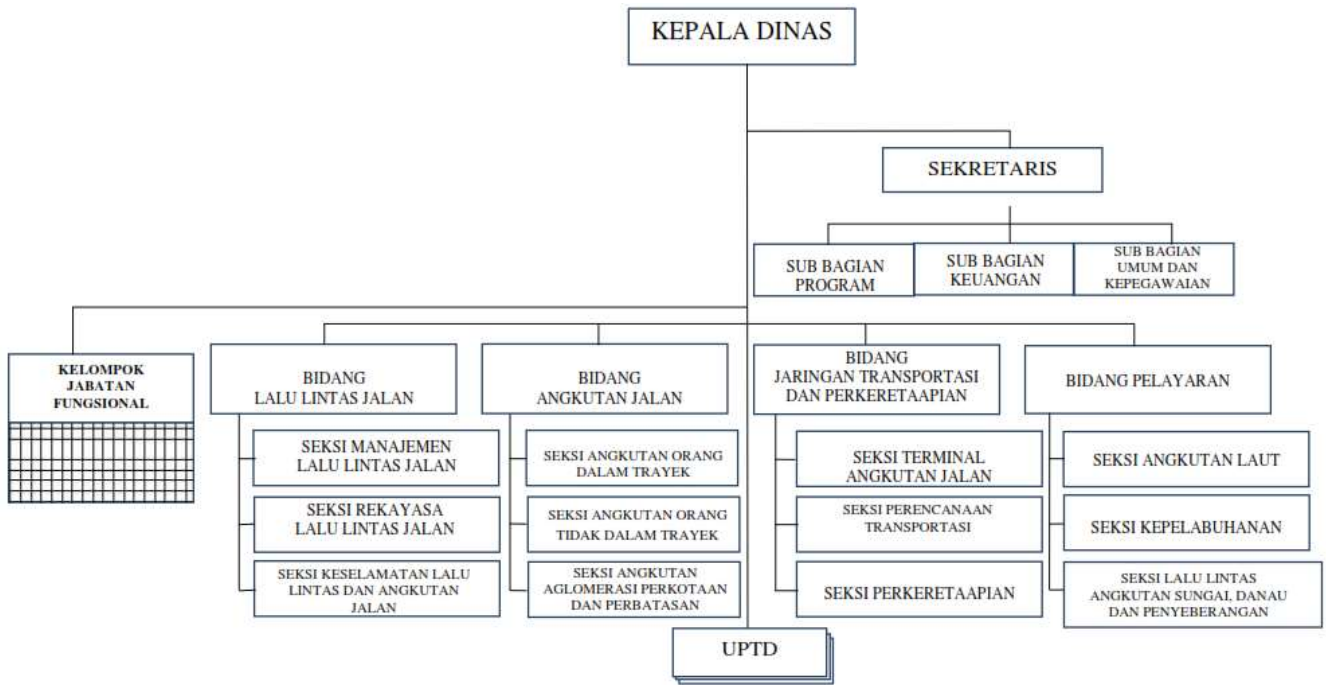 KEPALA DINAS
SEKRETARIS
SUB BAGIAN
PROGRAM
SUB BAGIAN
KEUANGAN
SUB BAGIAN
UMUM DAN
KEPEGAWAIAN
KELOMPOK
JABATAN
FUNGSIONAL
BIDANG
LALU LINTAS JALAN
SEKSI MANAJEMEN
LALU LINTAS JALAN
SEKSI REKAYASA
LALU LINTAS JALAN
SEKSI KESELAMATAN LALU
LINTAS DAN ANGKUTAN
JALAN
BIDANG
ANGKUTAN JALAN
SEKSI ANGKUTAN ORANG
DALAM TRAYEK
SEKSI ANGKUTAN ORANG
TIDAK DALAM TRAYEK
SEKSI ANGKUTAN
AGLOMERASI PERKOTAAN
DAN PERBATASAN
BIDANG
JARINGAN TRANSPORTASI
DAN PERKERETAAPIAN
SEKSI TERMINAL
ANGKUTAN JALAN
SEKSI PERENCANAAN
TRANSPORTASI
SEKSI PERKERETAAPIAN
BIDANG PELAYARAN
SEKSI ANGKUTAN LAUT
SEKSI KEPELABUHANAN
SEKSI LALU LINTAS
ANGKUTAN SUNGAI, DANAU
DAN PENYEBERANGAN
UPTD